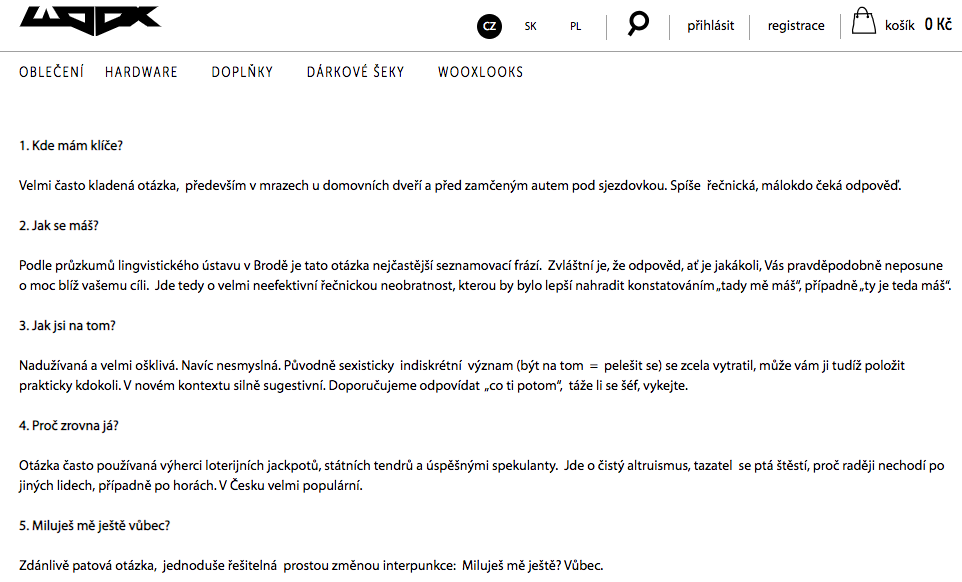 WOOX
CZ SK PL přihlásit registrace košík 0 Kč
OBLEČENÍ HARDWARE DOPLŇKY DÁRKOVÉ ŠEKY WOOXLOOKS
1. Kde mám klíče?
Velmi často kladená otázka, především v mrazech u domovních dveří a před zamčeným autem pod sjezdovkou. Spíše řečnická, málokdo čeká odpověď.
2. Jak se máš?
Podle průzkumů lingvistického ústavu v Brodě je tato otázka nejčastější seznamovací frází. Zvláštní je, že odpověd, ať je jakákoli, Vás pravděpodobně neposune
o moc blíž vašemu cíli. Jde tedy o velmi neefektivní řečnickou neobratnost, kterou by bylo lepší nahradit konstatováním „tady mě máš“, případně „ty je teda máš“.
3. Jak jsi na tom?
Nadužívaná a velmi ošklivá. Navíc nesmyslná. Původně sexisticky indiskrétní význam (být na tom = pelešit se) se zcela vytratil, může vám ji tudíž položit
prakticky kdokoli. V novém kontextu silně sugestivní. Doporučujeme odpovídat „co ti potom“, táže li se šéf, vykejte.
4. Proč zrovna já?
Otázka často používaná výherci loterijních jackpotů, státních tendrů a úspěšnými spekulanty. Jde o čistý altruismus, tazatel se ptá štěstí, proč raději nechodí po
jiných lidech, případně po horách. V Česku velmi populární.
5. Miluješ mě ještě vůbec?
Zdánlivě patová otázka, jednoduše řešitelná prostou změnou interpunkce: Miluješ mě ještě? Vůbec.